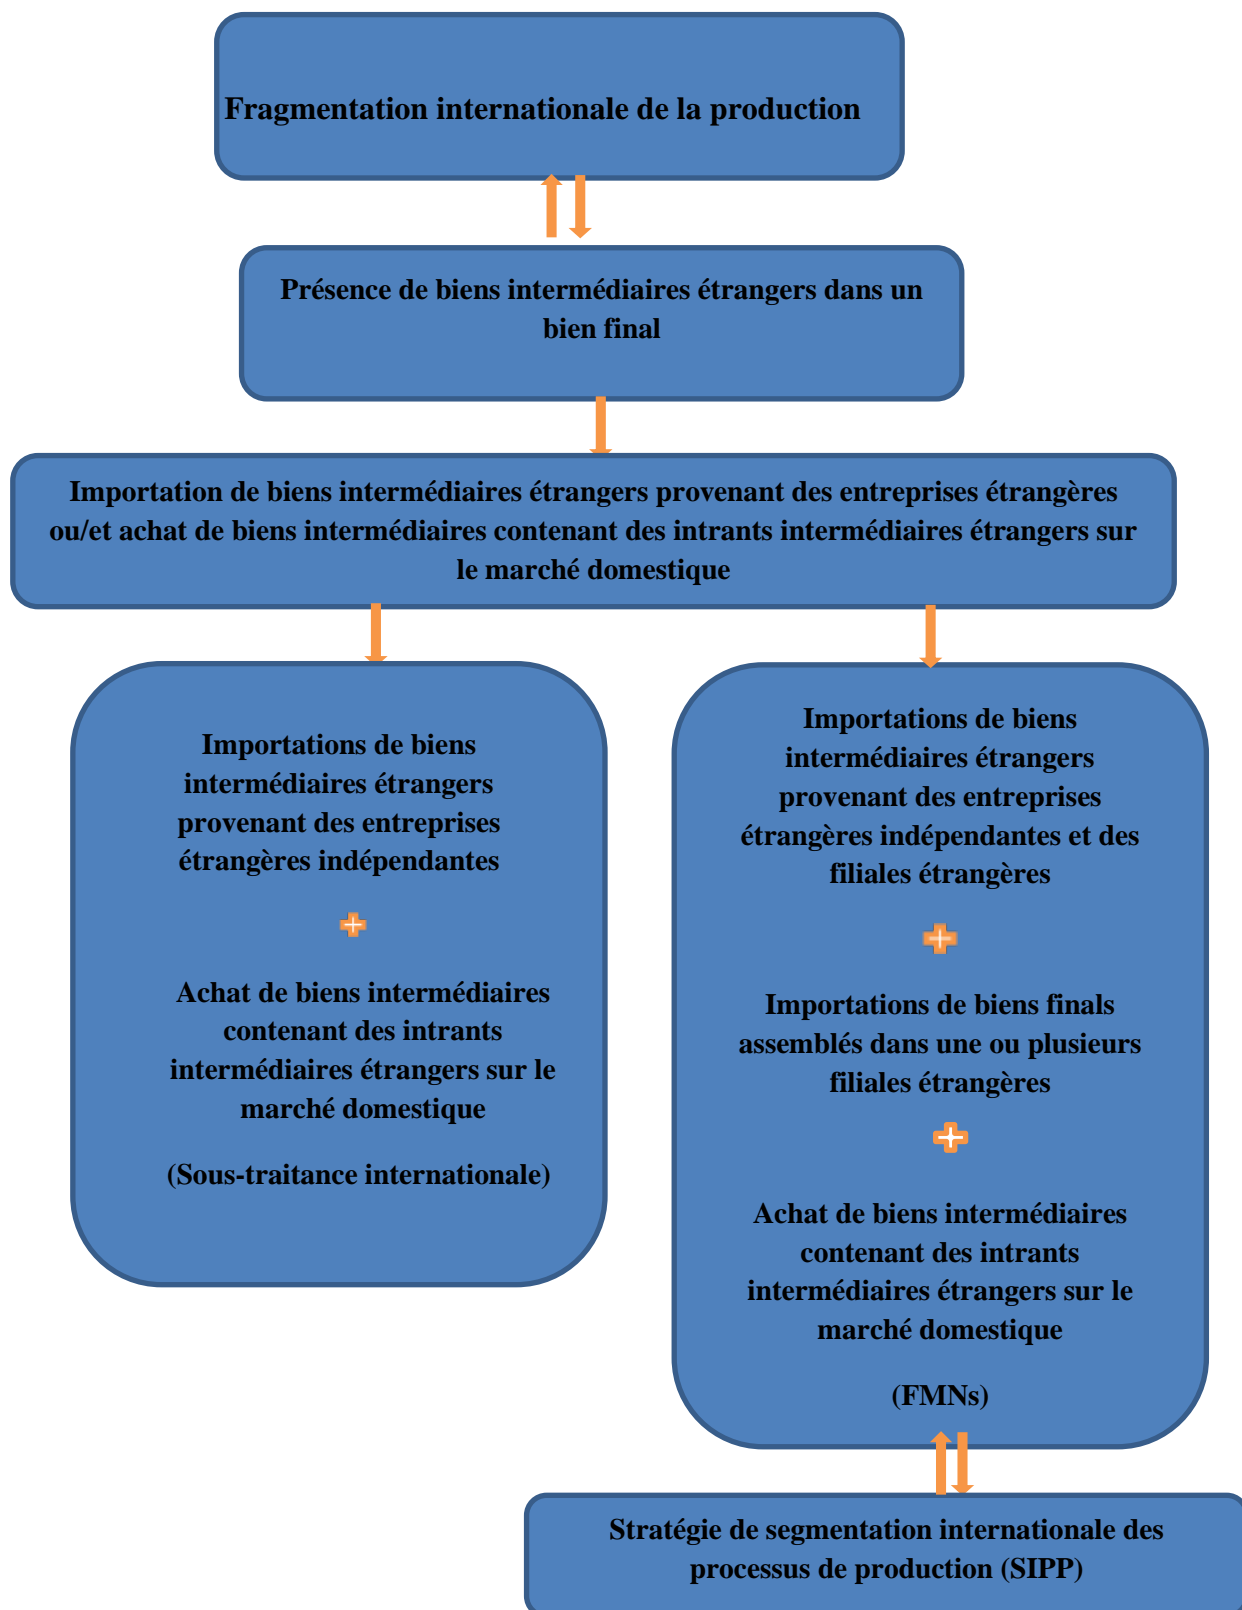 Fragmentation internationale de la production
Présence de biens intermédiaires étrangers dans un
bien final
Importation de biens intermédiaires étrangers provenant des entreprises étrangères
ou/et achat de biens intermédiaires contenant des intrants intermédiaires étrangers sur
le marché domestique
Importations de biens
intermédiaires étrangers
provenant des entreprises
étrangères indépendantes
Achat de biens intermédiaires
contenant des intrants
intermédiaires étrangers sur le
marché domestique
(Sous-traitance internationale)
Importations de biens
intermédiaires étrangers
provenant des entreprises
étrangères indépendantes et des
filiales étrangères
Importations de biens finals
assemblés dans une ou plusieurs
filiales étrangères
Achat de biens intermédiaires
contenant des intrants
intermédiaires étrangers sur le
marché domestique
(FMNs)
Stratégie de segmentation internationale des
processus de production (SIPP)